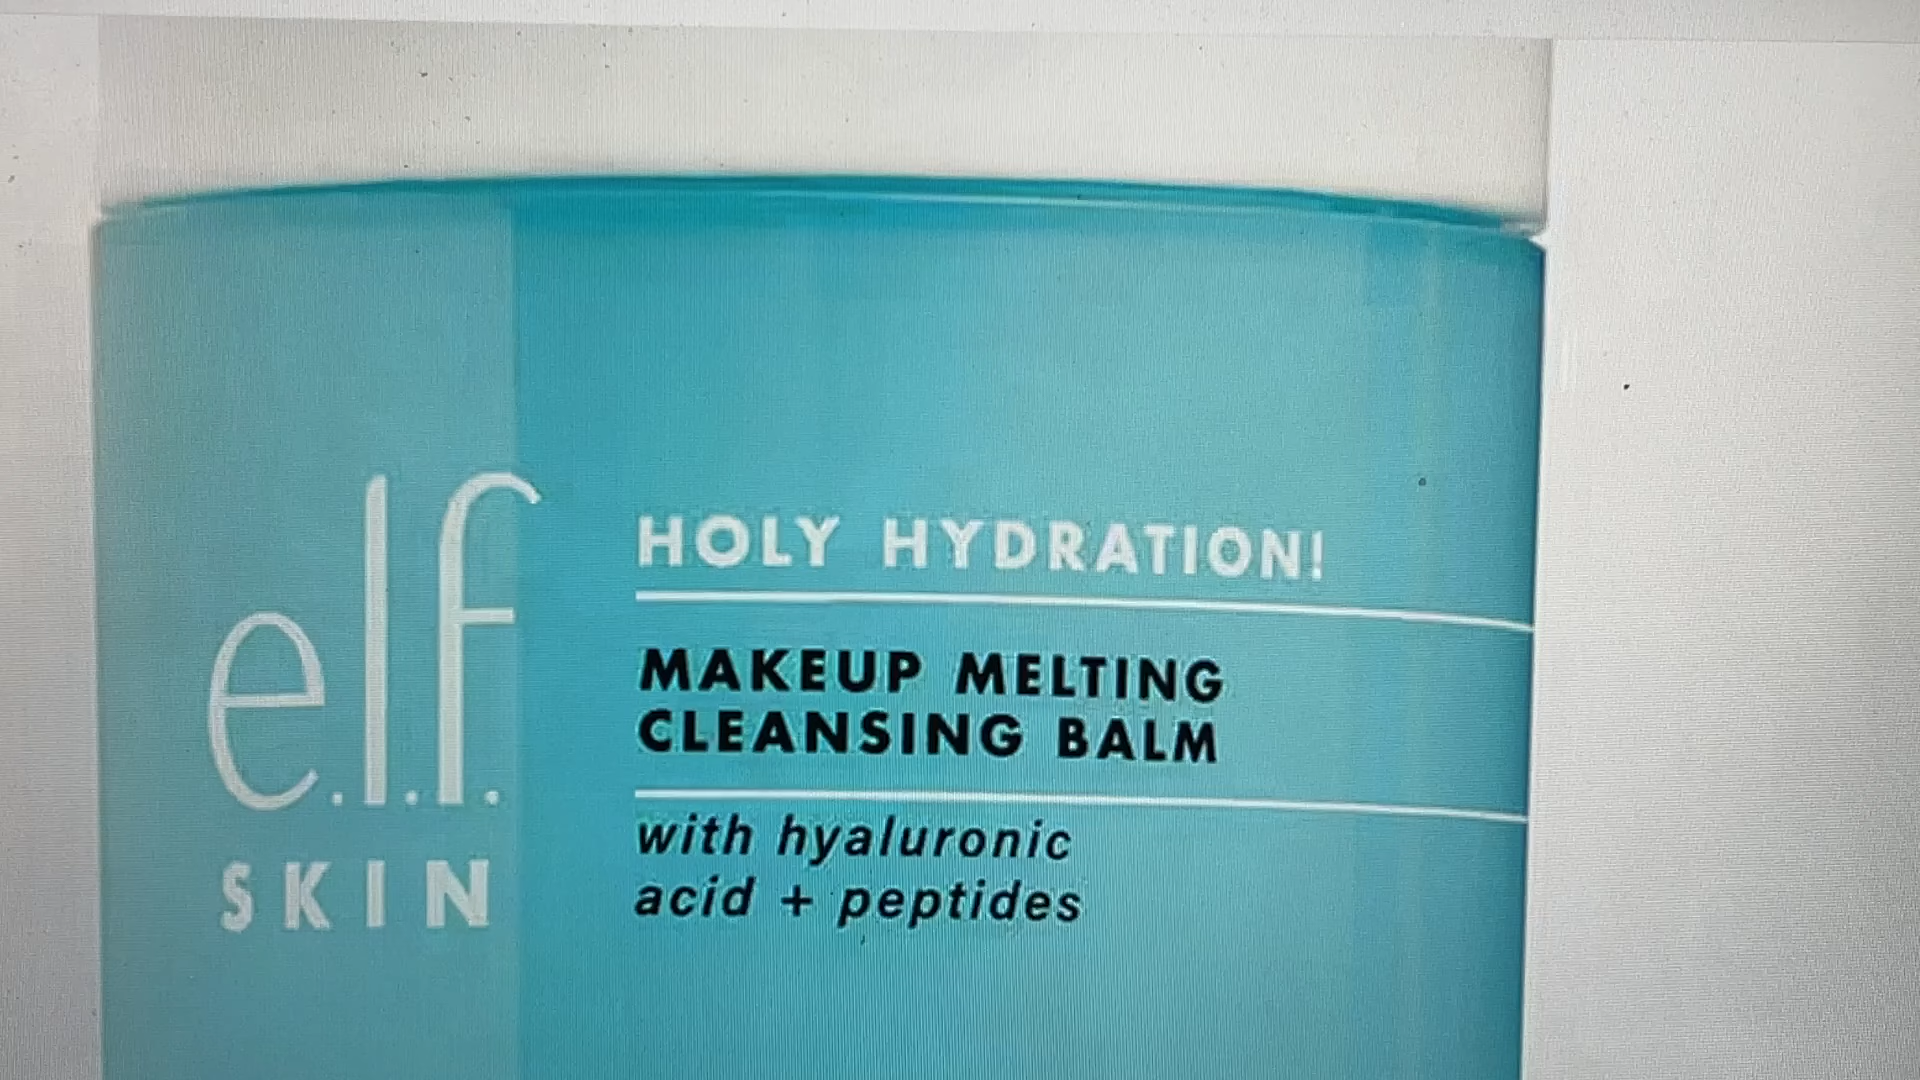 e.l.f.
SKIN
HOLY HYDRATION!
MAKEUP MELTING
CLEANSING BALM
with hyaluronic
acid + peptides